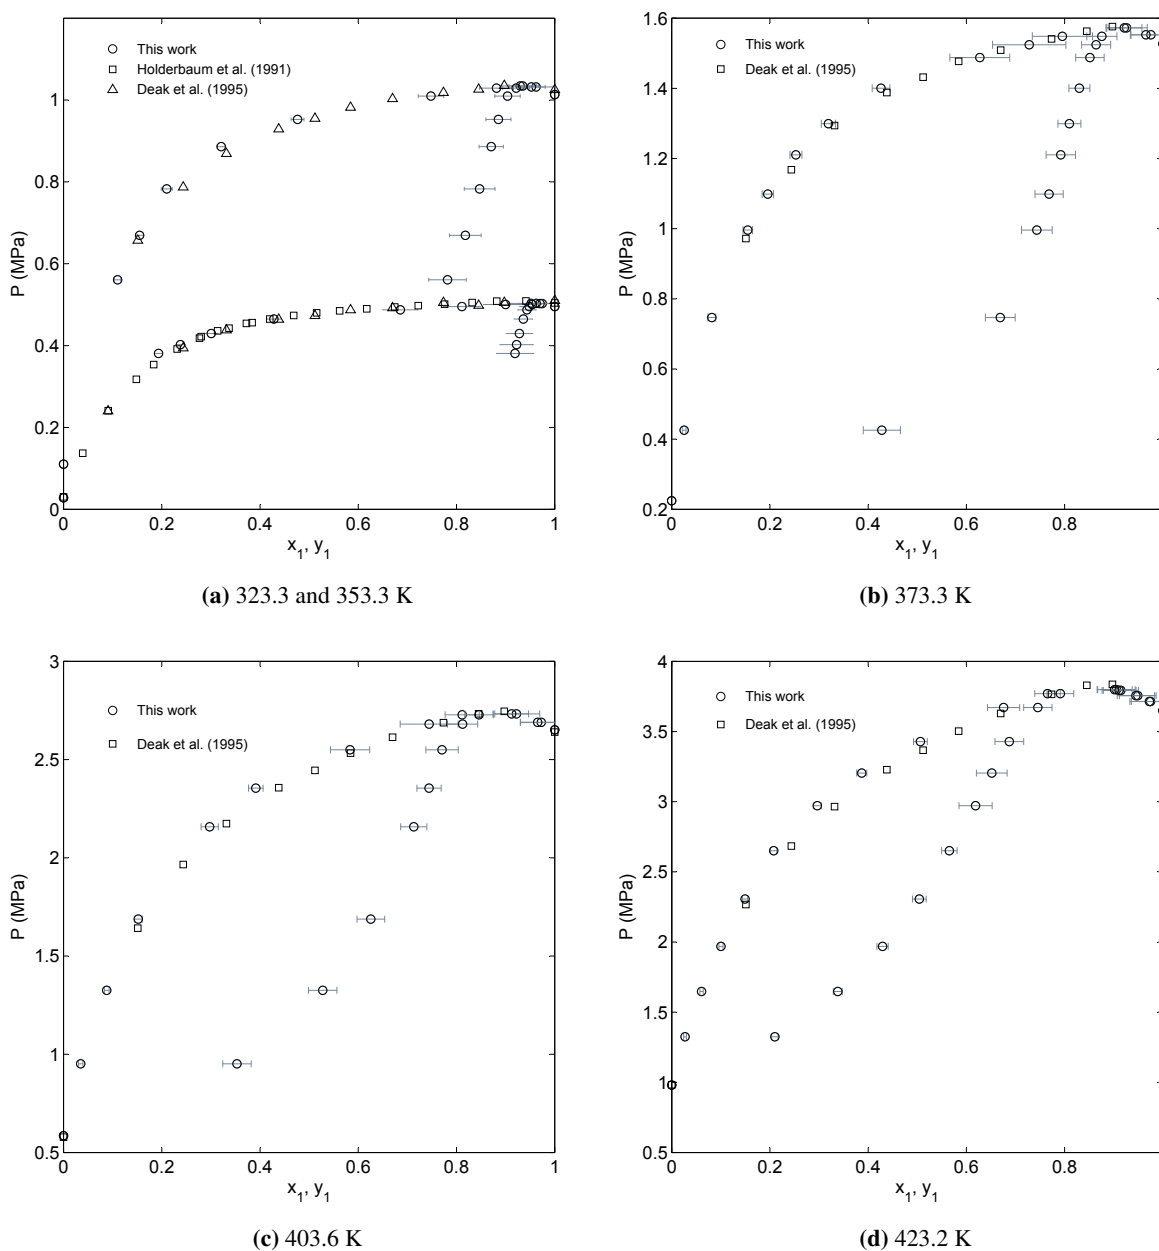 This work
Holderbaum et al. (1991)
Deak et al. (1995)
1
0.8
0.6
0.4
0.2
0
P (MPa)
0 0.2 0.4 0.6 0.8 1
x1, y1
(a) 323.3 and 353.3 K
This work
Deak et al. (1995)
1.6
1.4
1.2
1
0.8
0.6
0.4
0.2
P (MPa)
0 0.2 0.4 0.6 0.8
x1, y1
(b) 373.3 K
This work
Deak et al. (1995)
3
2.5
2
1.5
1
0.5
P (MPa)
0 0.2 0.4 0.6 0.8 1
x1, y1
(c) 403.6 K
This work
Deak et al. (1995)
4
3.5
3
2.5
2
1.5
1
0.5
P (MPa)
0 0.2 0.4 0.6 0.8
x1, y1
(d) 423.2 K